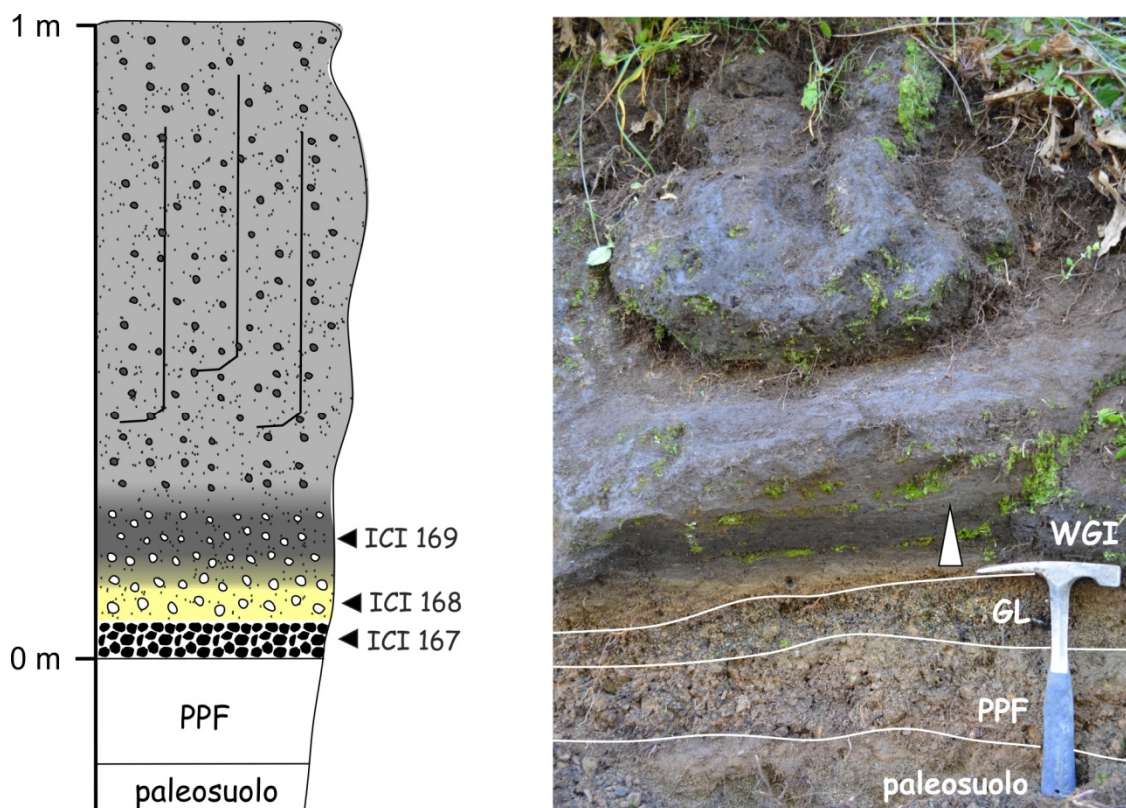 1 m
ICI 169
ICI 168
ICI 167
0 m
PPF
paleosuolo
WGI
GL
PPF
paleosuolo